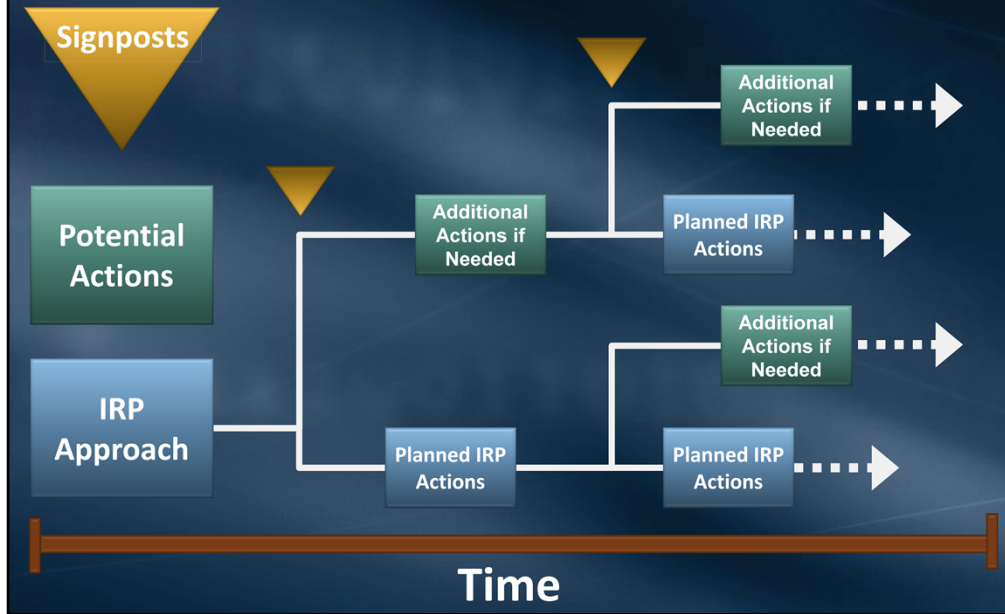 Signposts
Potential
Actions
IRP
Approach
Additional
Actions if
Needed
Planned IRP
Actions
Additional
Actions if
Needed
Planned IRP
Actions
Additional
Actions if
Needed
Planned IRP
Actions
Time